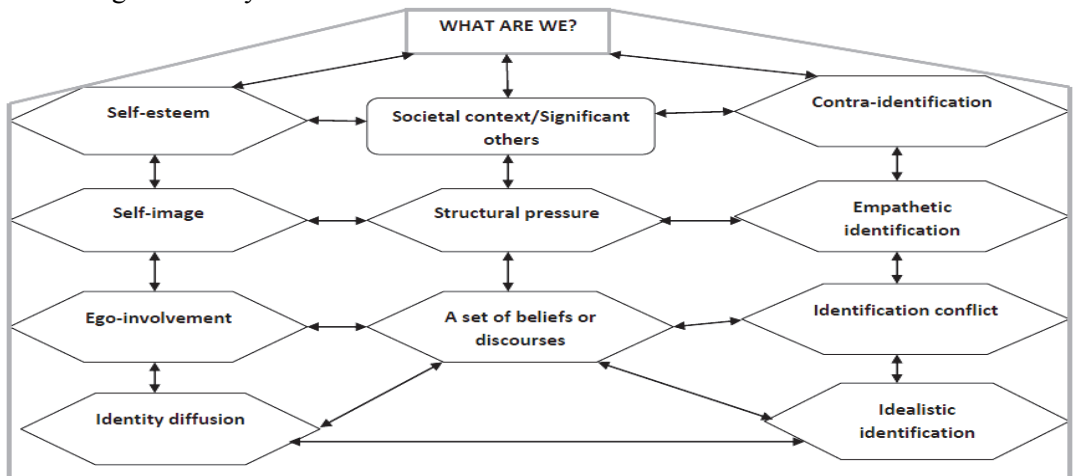 WHAT ARE WE?
Self-esteem
Societal context/Significant
others
Contra-identification
Self-image
Structural pressure
Empathetic
identification
Ego-involvement
A set of beliefs or
discourses
Identification conflict
Identity diffusion
Idealistic
identification